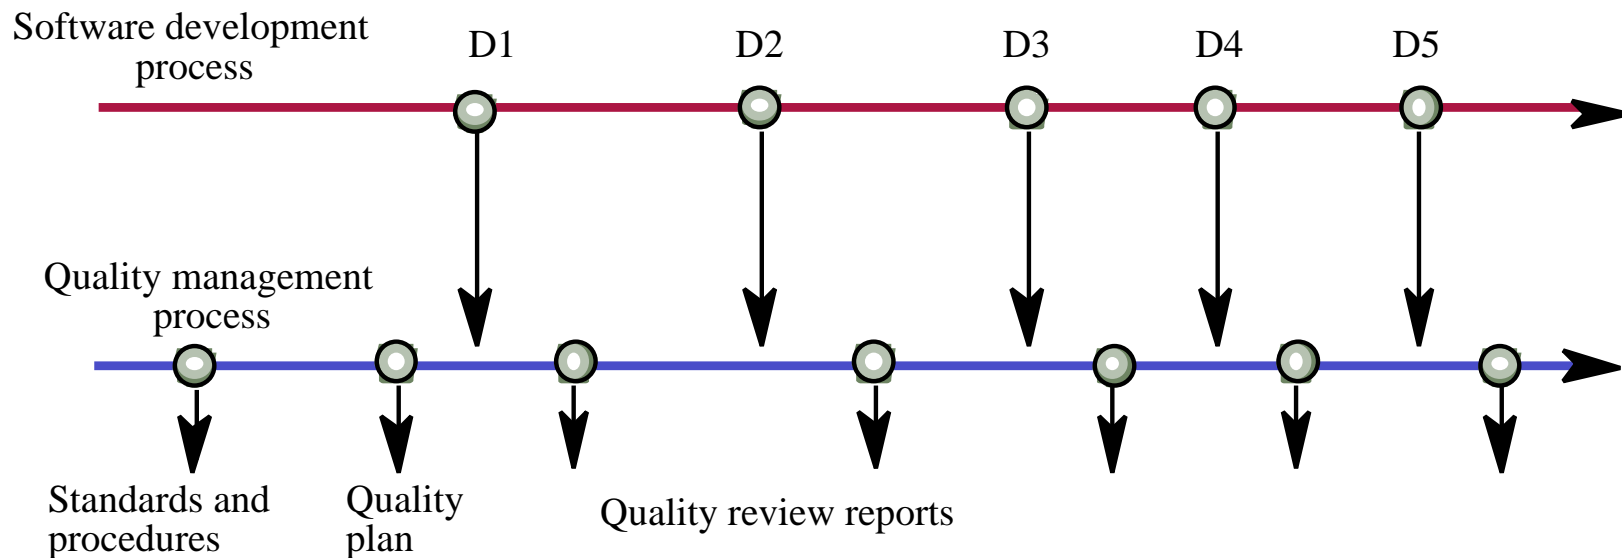 Software development
process
D1
D2
D3
D4
D5
Quality management
process
Standards and
procedures
Quality
plan
Quality review reports